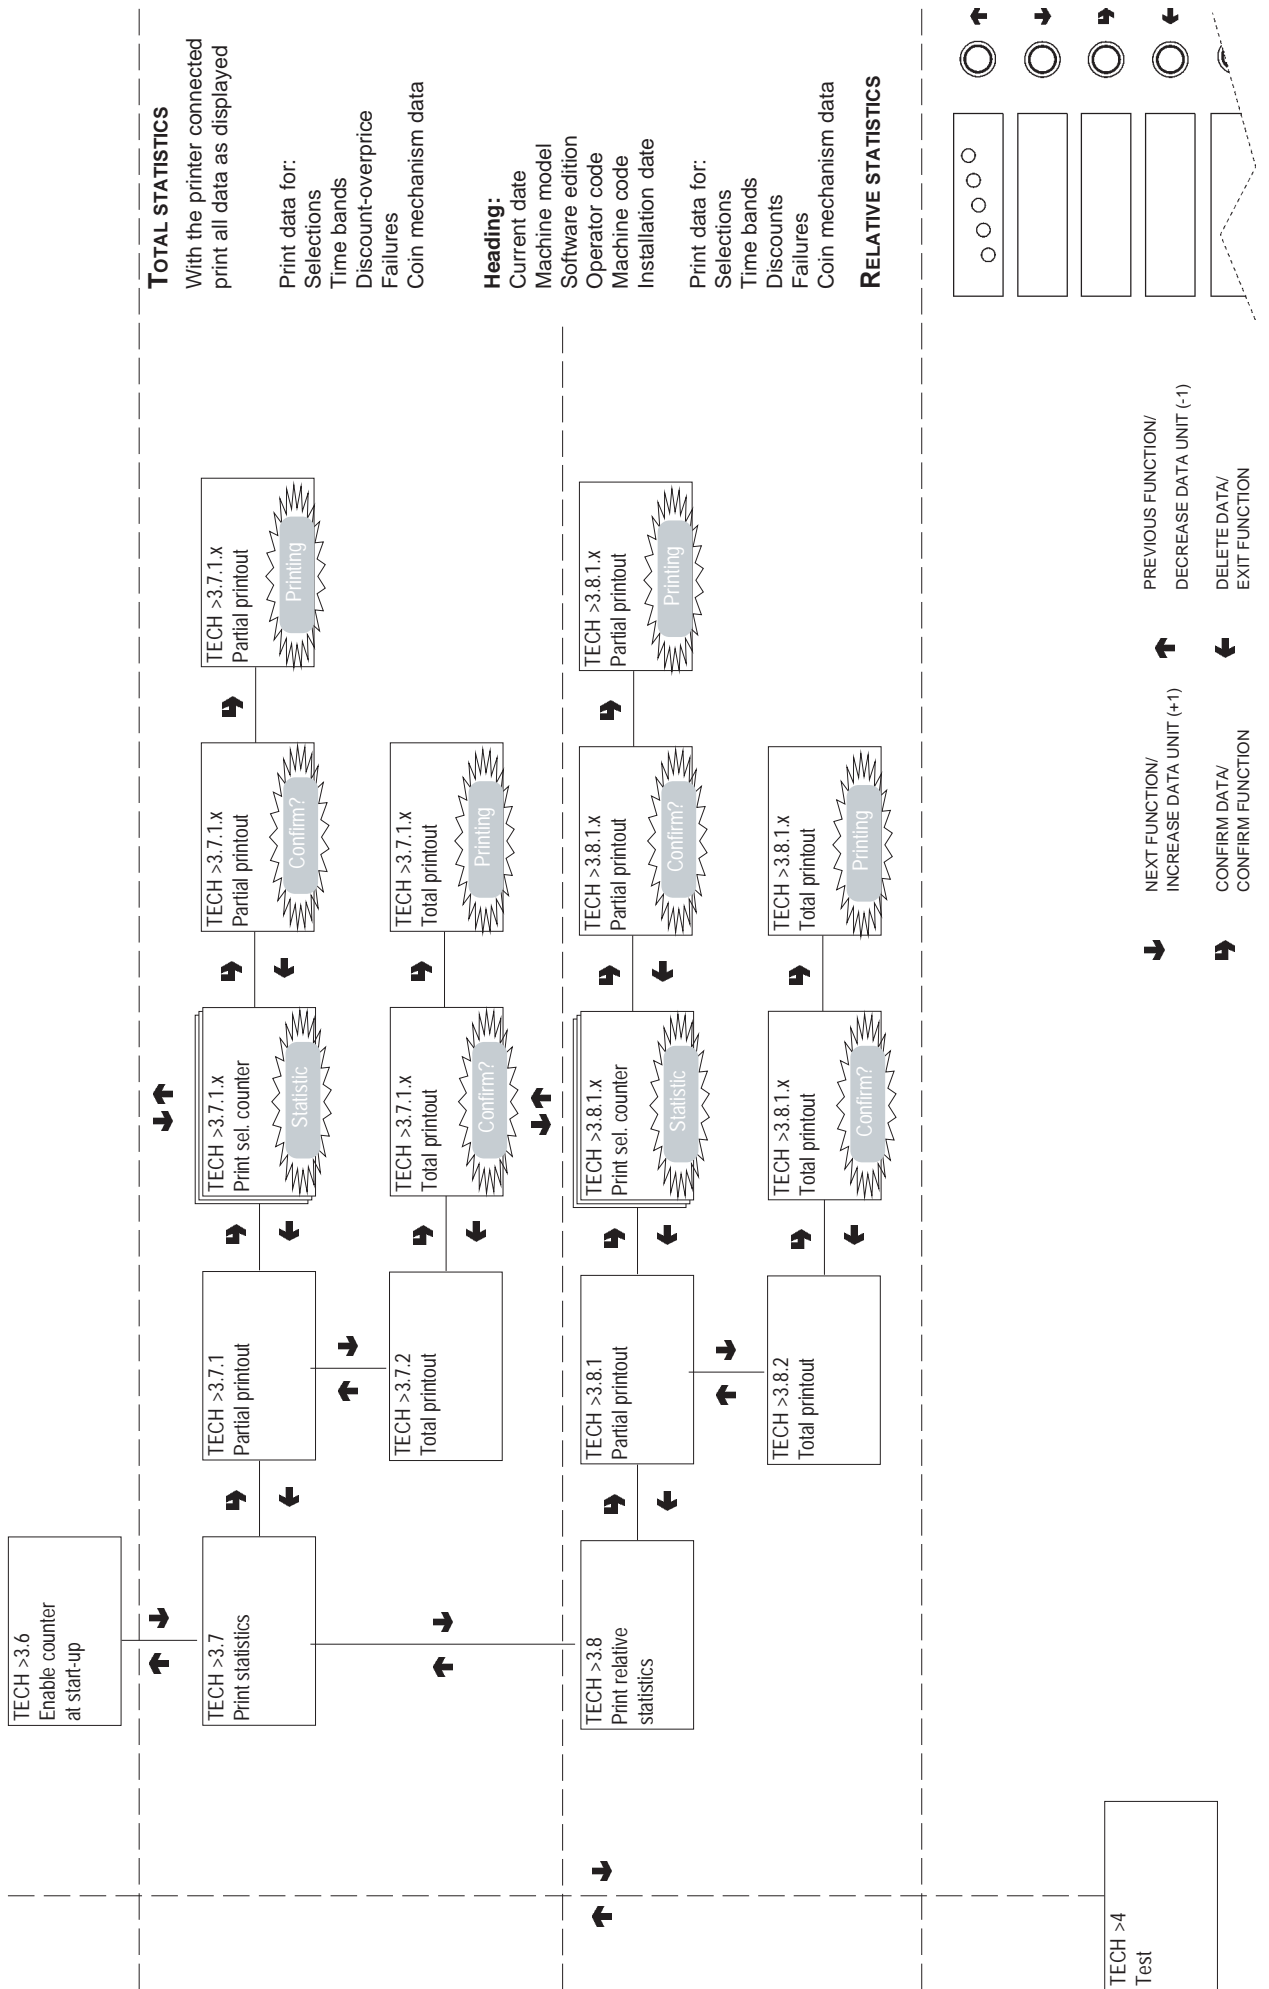 TECH >3.6
Enable counter
at start-up
TECH >3.7
Print statistics
TECH >3.7.1
Partial printout
TECH >3.7.1.x
Print sel. counter
Statistic
TECH >3.7.1.x
Partial printout
Confirm?
TECH >3.7.1.x
Partial printout
Printing
TECH >3.7.2
Total printout
TECH >3.7.1.x
Total printout
Confirm?
TECH >3.7.1.x
Total printout
Printing
TOTAL STATISTICS
With the printer connected
print all data as displayed
Print data for:
Selections
Time bands
Discount-overprice
Failures
Coin mechanism data
Heading:
Current date
Machine model
Software edition
Operator code
Machine code
Installation date
TECH >3.8
Print relative
statistics
TECH >3.8.1
Partial printout
TECH >3.8.1.x
Print sel. counter
Statistic
TECH >3.8.1.x
Partial printout
Confirm?
TECH >3.8.1.x
Partial printout
Printing
TECH >3.8.2
Total printout
TECH >3.8.1.x
Total printout
Confirm?
TECH >3.8.1.x
Total printout
Printing
Print data for:
Selections
Time bands
Discounts
Failures
Coin mechanism data
RELATIVE STATISTICS
TECH >4
Test
NEXT FUNCTION/
INCREASE DATA UNIT (+1)
PREVIOUS FUNCTION/
DECREASE DATA UNIT (-1)
CONFIRM DATA/
CONFIRM FUNCTION
DELETE DATA/
EXIT FUNCTION